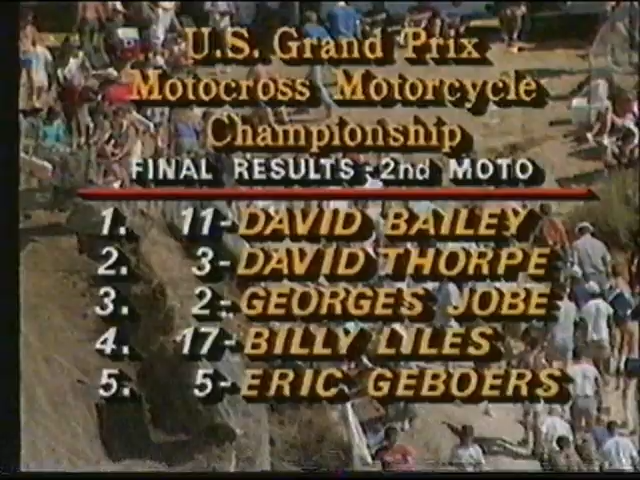 U.S. Grand Prix
Motocross Motorcycle
Championship
FINAL RESULTS - 2nd MOTO
1. 11-DAVID BAILEY
2. 3-DAVID THORPE
3. 2-GEORGES JOBE
4. 17-BILLY LILES
5. 5-ERIC GEBOERS